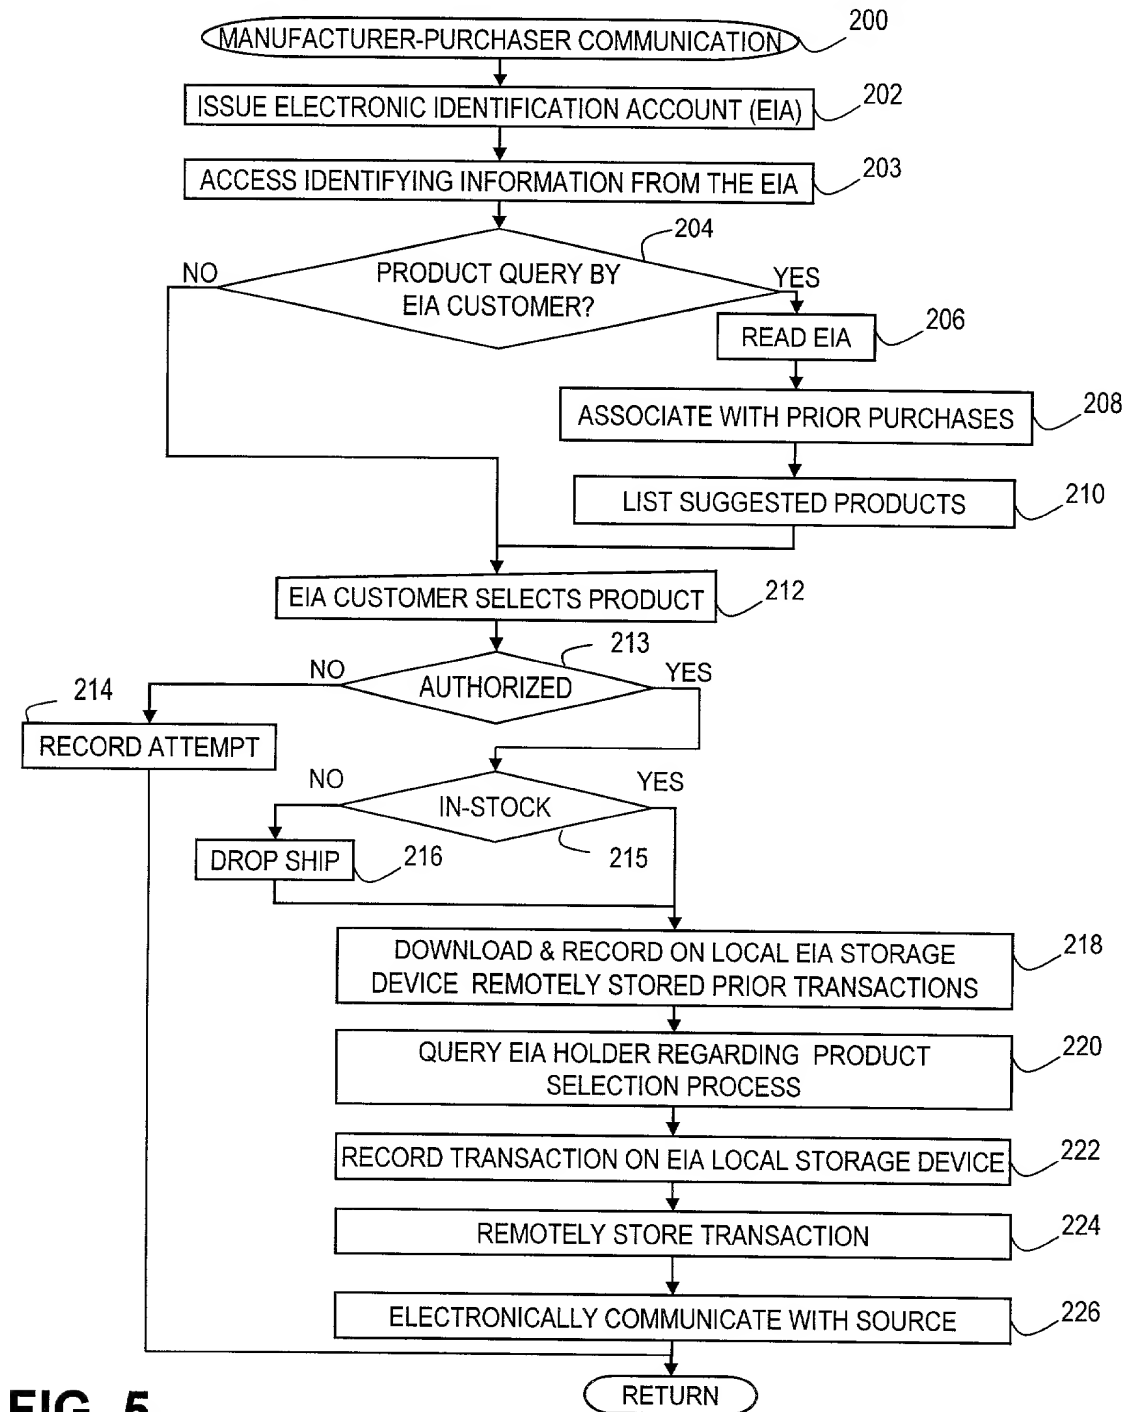 MANUFACTURER-PURCHASER COMMUNICATION
200
ISSUE ELECTRONIC IDENTIFICATION ACCOUNT (EIA)
202
ACCESS IDENTIFYING INFORMATION FROM THE EIA
203
204
PRODUCT QUERY BY
EIA CUSTOMER?
NO
YES
READ EIA
206
ASSOCIATE WITH PRIOR PURCHASES
208
LIST SUGGESTED PRODUCTS
210
EIA CUSTOMER SELECTS PRODUCT
212
213
AUTHORIZED
NO
YES
214
RECORD ATTEMPT
NO
YES
IN-STOCK
215
DROP SHIP
216
DOWNLOAD & RECORD ON LOCAL EIA STORAGE
DEVICE REMOTELY STORED PRIOR TRANSACTIONS
218
QUERY EIA HOLDER REGARDING PRODUCT
SELECTION PROCESS
220
RECORD TRANSACTION ON EIA LOCAL STORAGE DEVICE
222
REMOTELY STORE TRANSACTION
224
ELECTRONICALLY COMMUNICATE WITH SOURCE
226
RETURN
FIG. 5